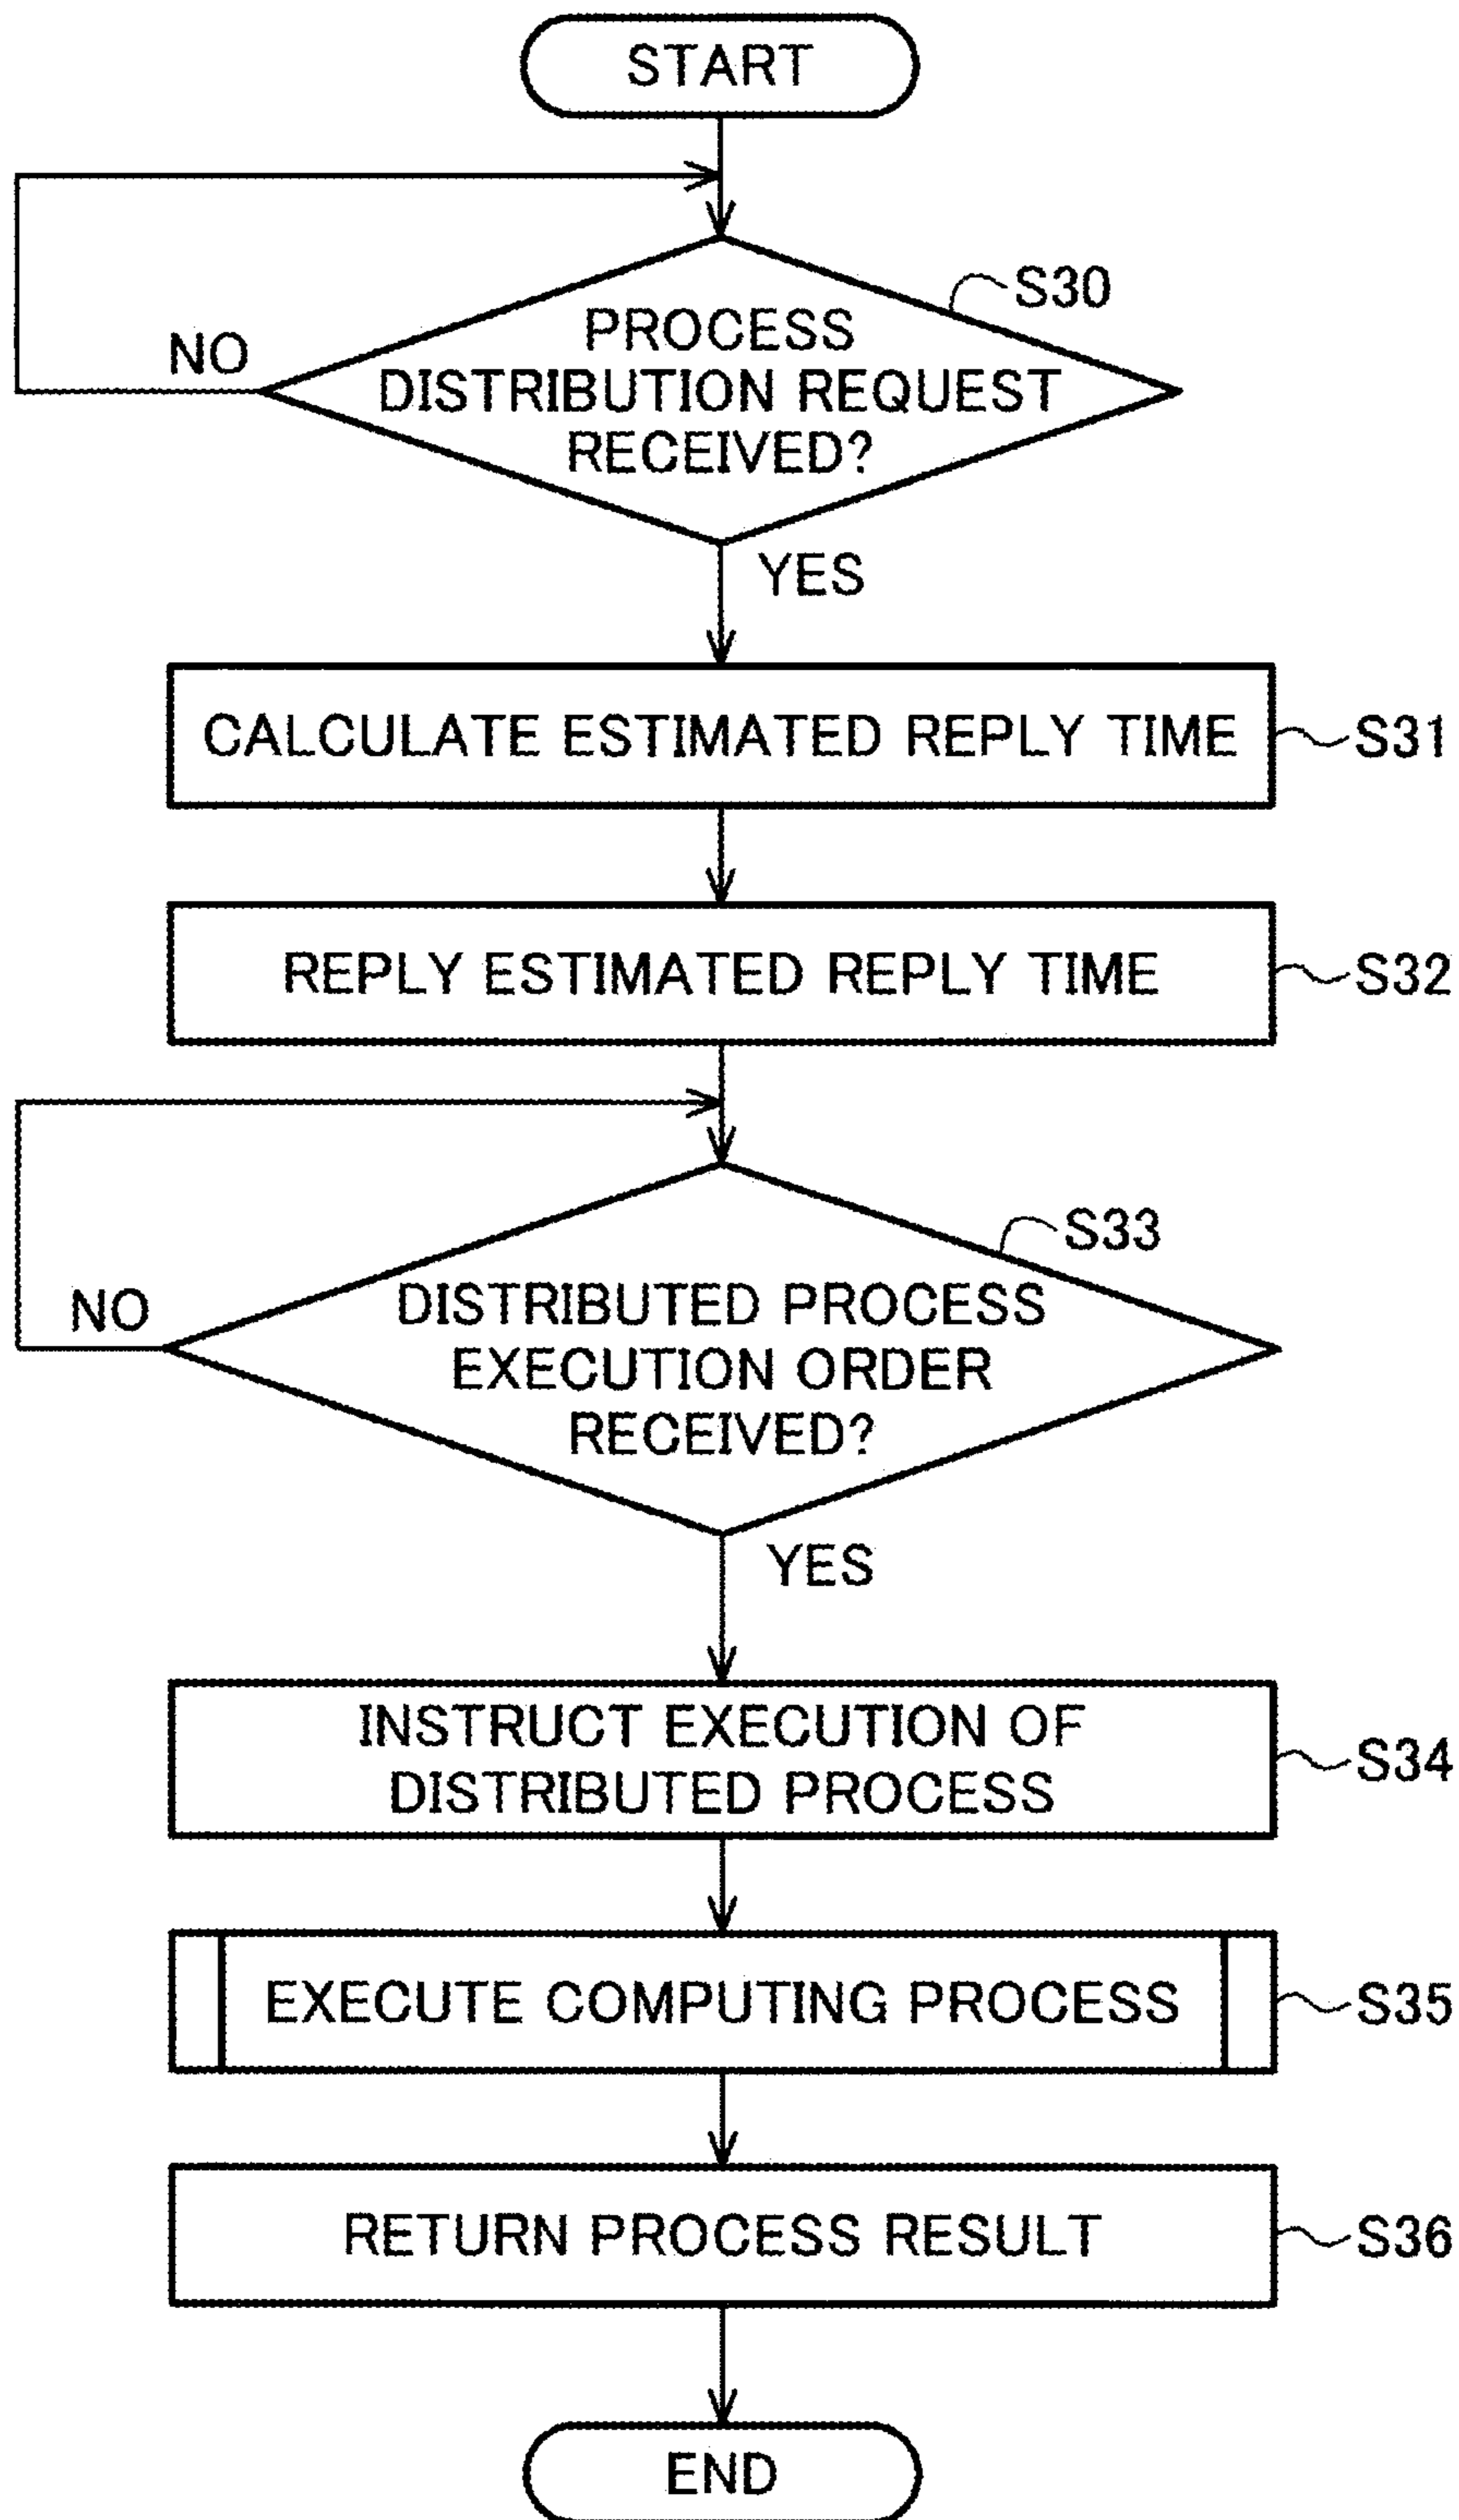 START
S30
PROCESS
DISTRIBUTION REQUEST
RECEIVED?
NO
YES
CALCULATE ESTIMATED REPLY TIME
S31
REPLY ESTIMATED REPLY TIME
S32
S33
DISTRIBUTED PROCESS
EXECUTION ORDER
RECEIVED?
NO
YES
INSTRUCT EXECUTION OF
DISTRIBUTED PROCESS
S34
EXECUTE COMPUTING PROCESS
S35
RETURN PROCESS RESULT
S36
END